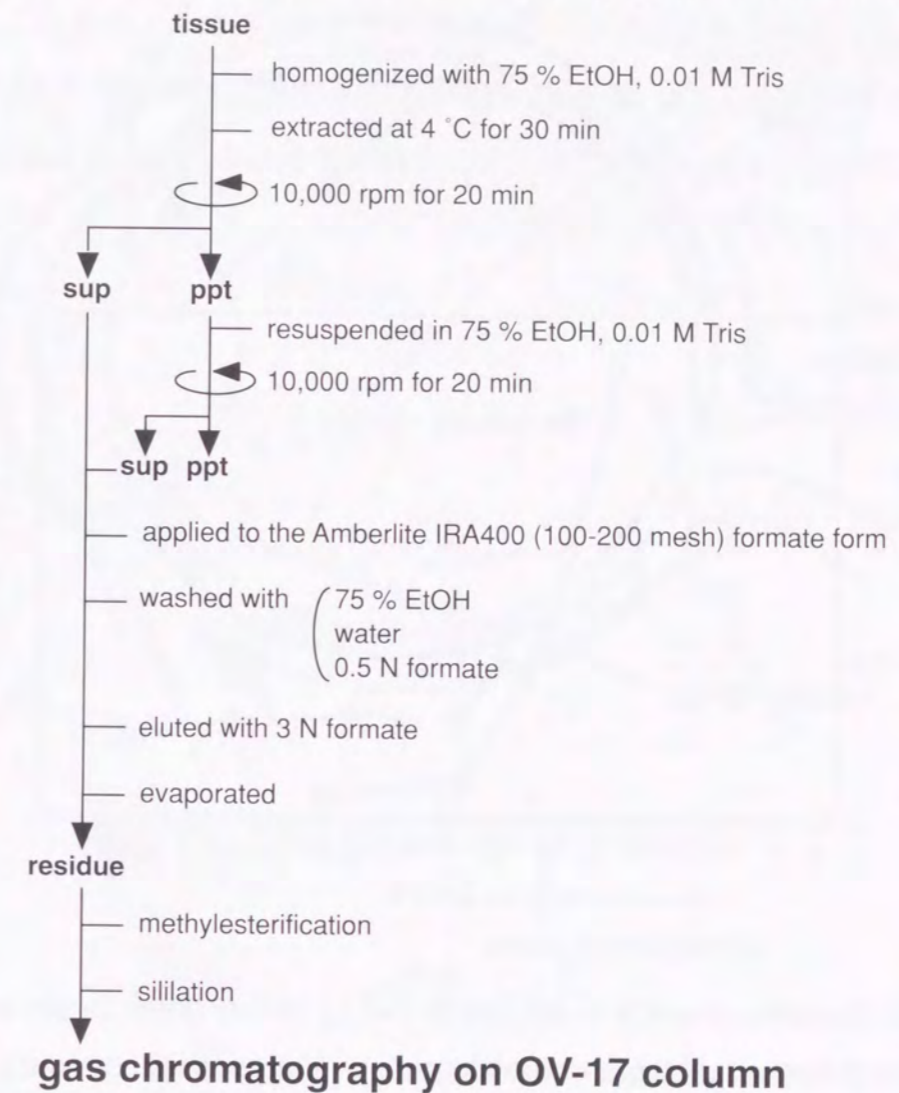 tissue
homogenized with 75 % EtOH, 0.01 M Tris
extracted at 4 ˚C for 30 min
10,000 rpm for 20 min
sup ppt
resuspended in 75 % EtOH, 0.01 M Tris
10,000 rpm for 20 min
sup ppt
applied to the Amberlite IRA400 (100-200 mesh) formate form
washed with 75 % EtOH
water
0.5 N formate
eluted with 3 N formate
evaporated
residue
methylesterification
sililation
gas chromatography on OV-17 column